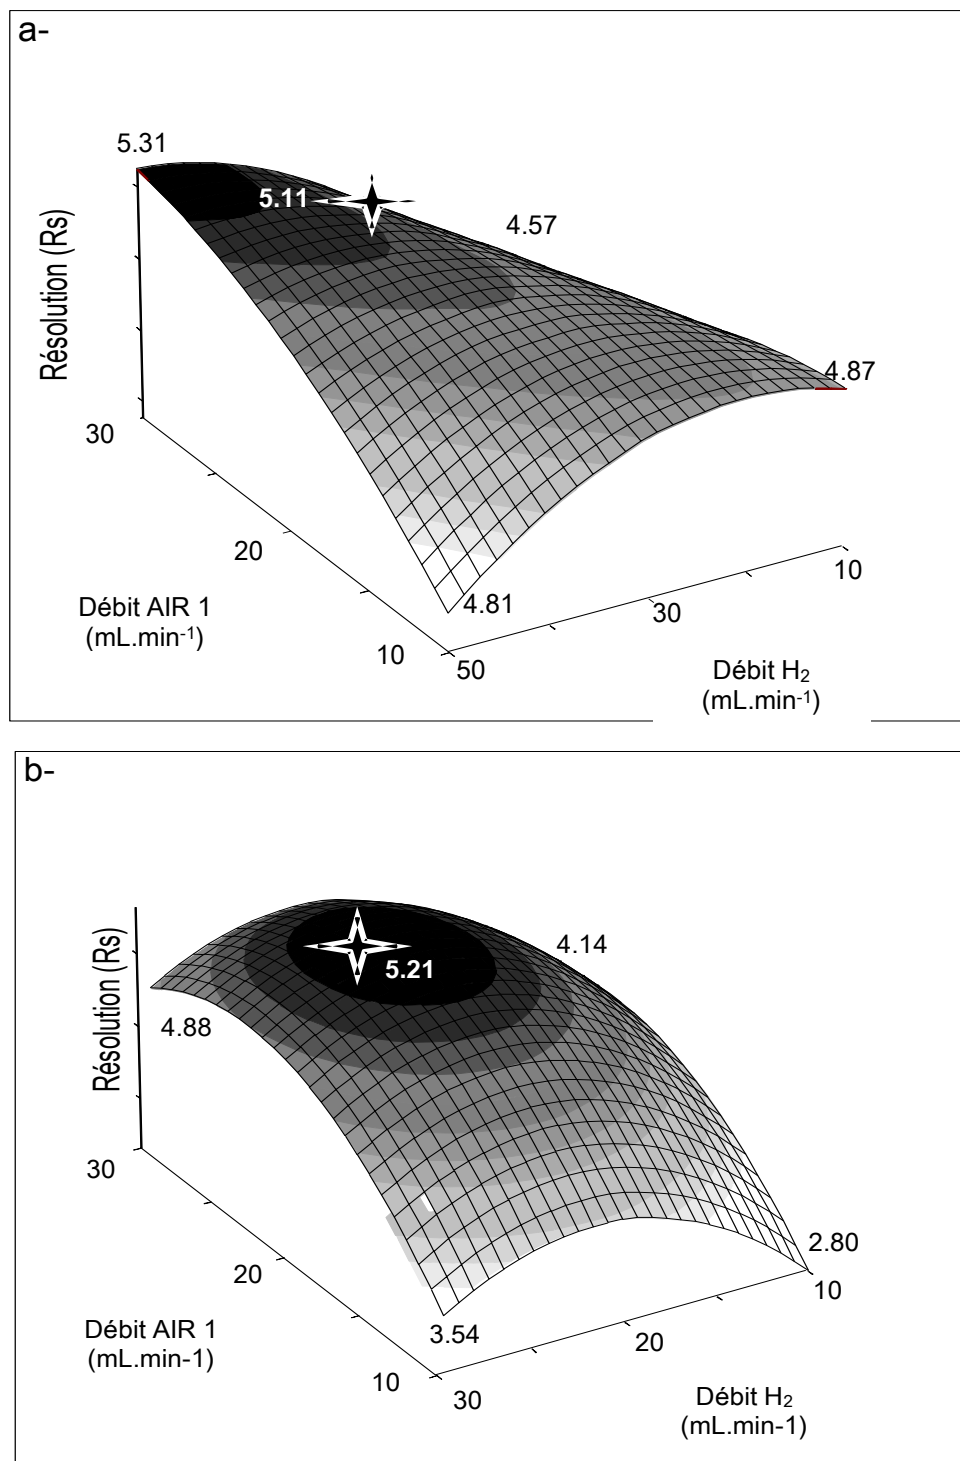 a-
5.31
5.11
4.57
Résolution (Rs)
4.87
30
20
10
Débit AIR 1
(mL.min-1)
4.81
10
30
50
Débit H2
(mL.min-1)
b-
4.14
5.21
Résolution (Rs)
4.88
30
2.80
20
10
3.54
Débit AIR 1
(mL.min-1)
20
10
30
Débit H2
(mL.min-1)